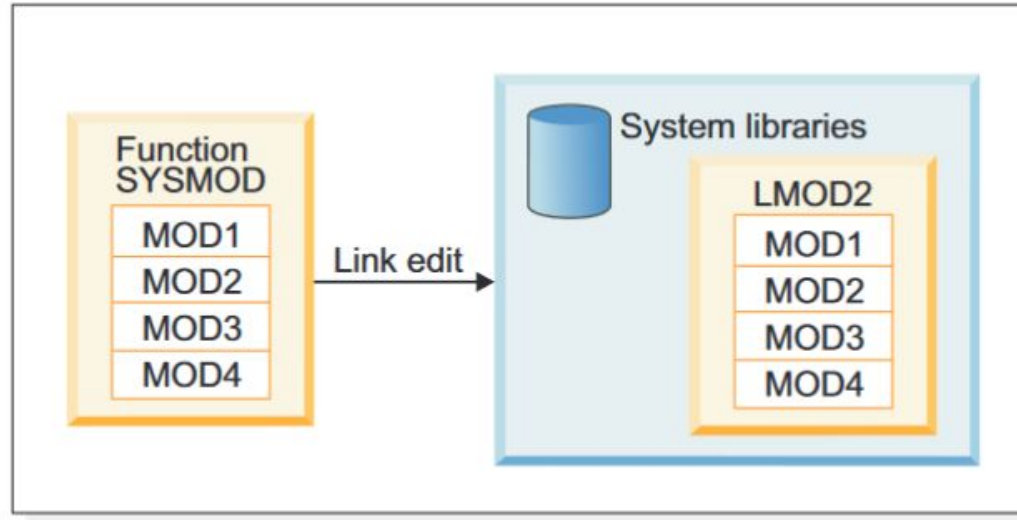 Function
SYSMOD
MOD1
MOD2
MOD3
MOD4
Link edit
System libraries
LMOD2
MOD1
MOD2
MOD3
MOD4